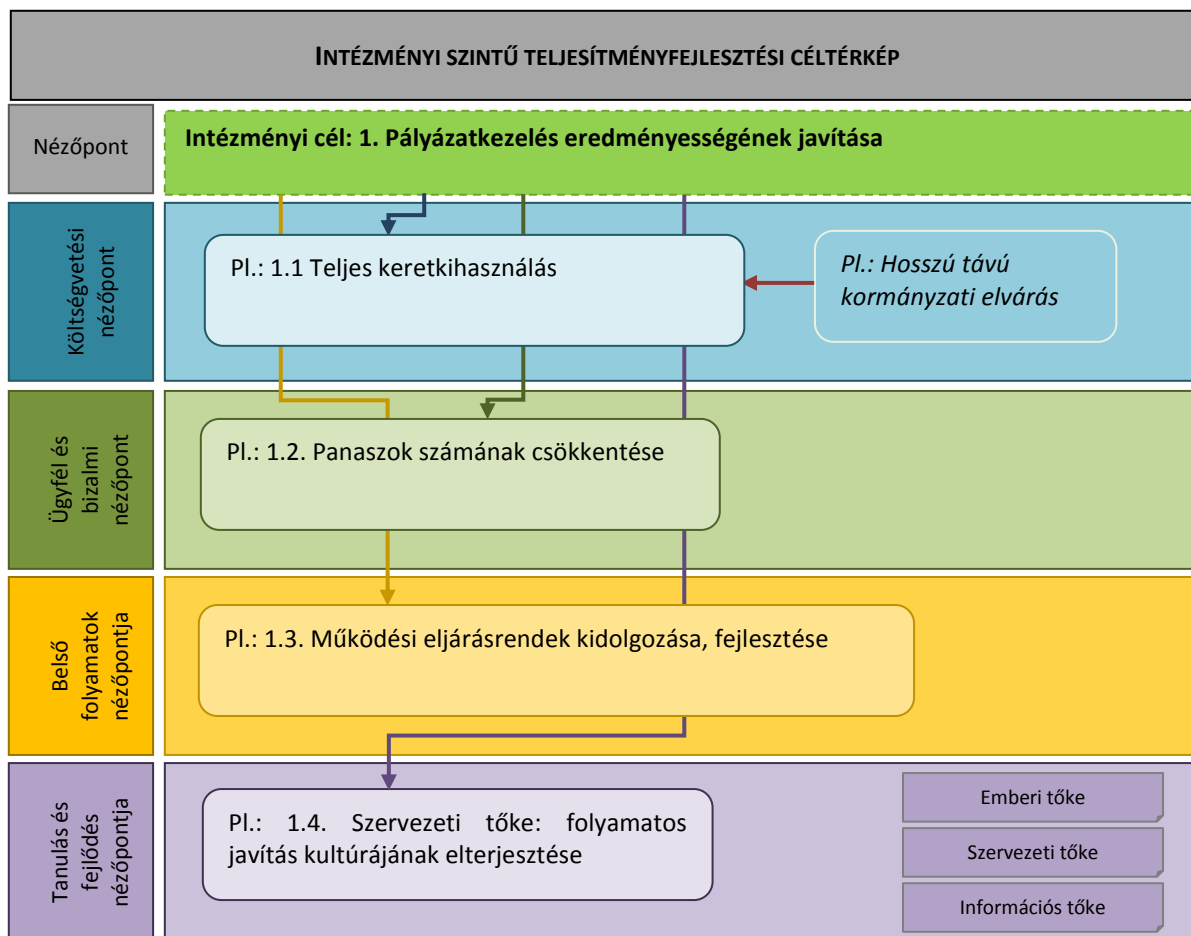 INTÉZMÉNYI SZINTŰ TELJESÍTMÉNYFEJLESZTÉSI CÉLTÉRKÉP
Nézőpont
Intézményi cél: 1. Pályázatkezelés eredményességének javítása
Költségvetési
nézőpont
Pl.: 1.1 Teljes keretkihasználás
Pl.: Hosszú távú
kormányzati elvárás
Ügyfél és
bizalmi
nézőpont
Pl.: 1.2. Panaszok számának csökkentése
Belső
folyamatok
nézőpontja
Pl.: 1.3. Működési eljárásrendek kidolgozása, fejlesztése
Tanulás és
fejlődés
nézőpontja
Pl.: 1.4. Szervezeti tőke: folyamatos
javítás kultúrájának elterjesztése
Emberi tőke
Szervezeti tőke
Információs tőke